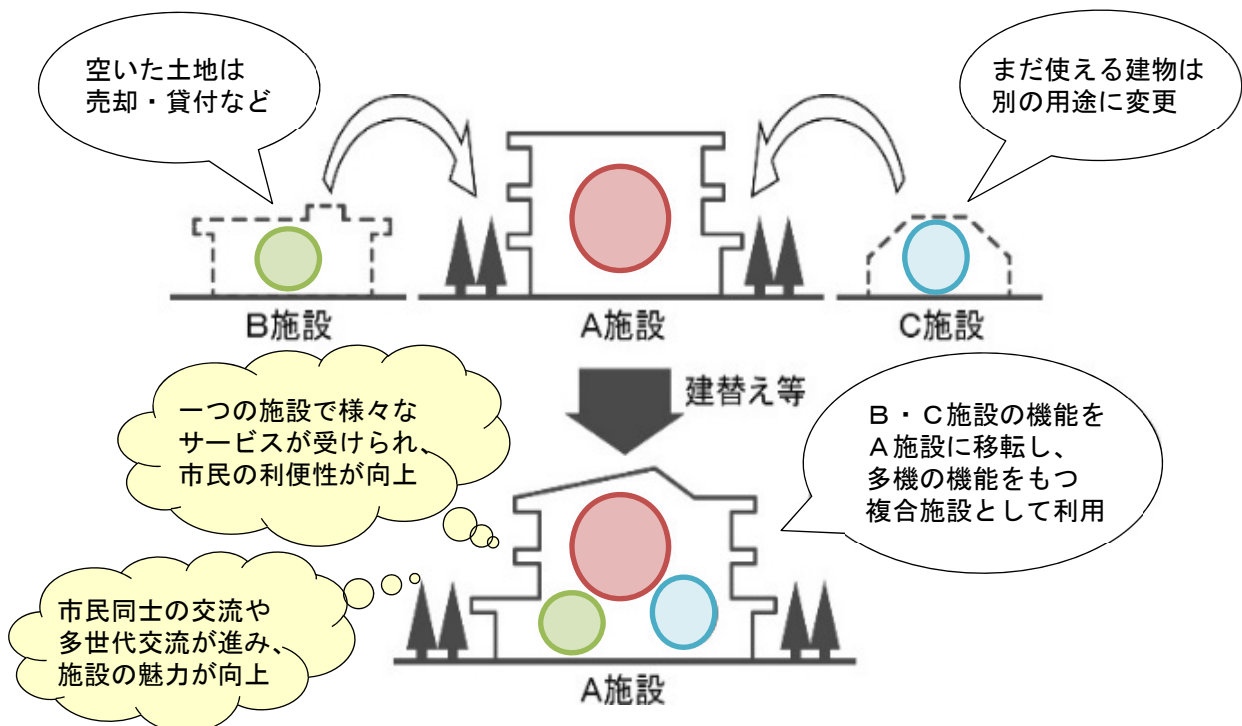 空いた土地は
売却・貸付など
まだ使える建物は
別の用途に変更
B施設
A施設
C施設
建替え等
一つの施設で様々な
サービスが受けられ、
市民の利便性が向上
B・C施設の機能を
A施設に移転し、
多機の機能をもつ
複合施設として利用
市民同士の交流や
多世代交流が進み、
施設の魅力が向上
A施設